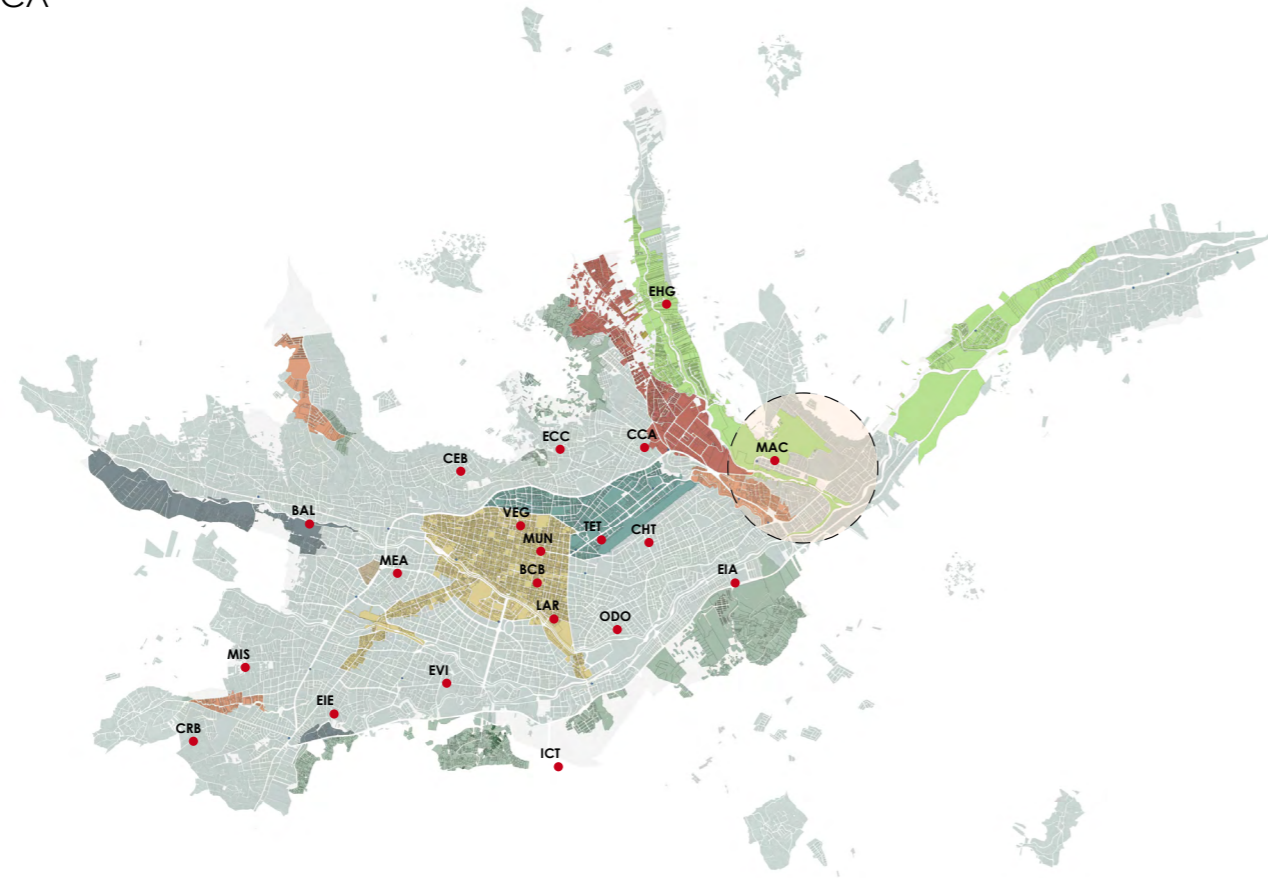 CA
EHG
ECC
CCA
MAC
CEB
BAL
VEG
TET
CHT
MUN
MEA
BCB
EIA
LAR
ODO
MIS
EVI
EIE
CRB
ICT